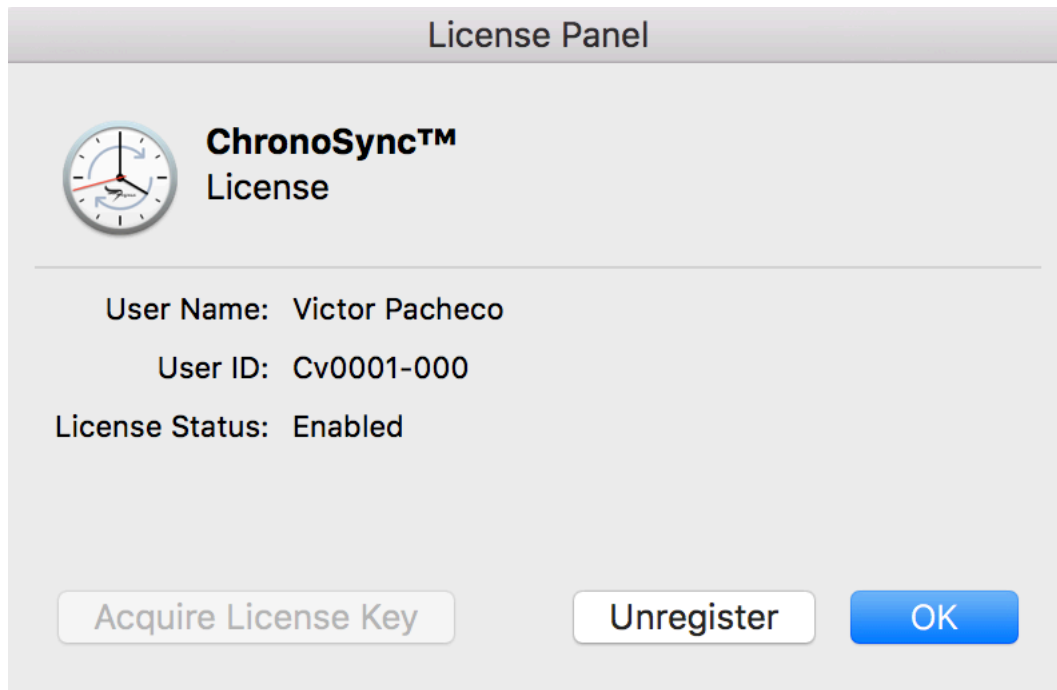 License Panel
ChronoSync™
License
User Name: Victor Pacheco
User ID: Cv0001-000
License Status: Enabled
Acquire License Key Unregister OK